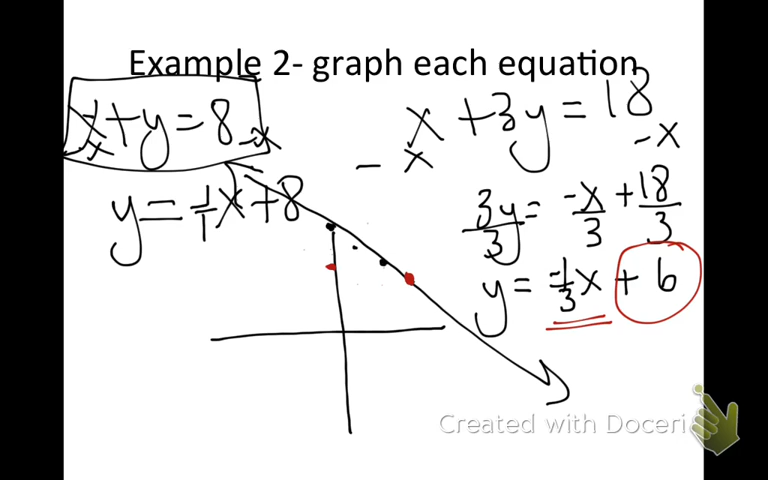 Example 2- graph each equation
x+y=8-x
-x
y=-1/1x+8
x+3y=18
-x -x
3y/3=-x/3+18/3
y=-1/3x+6
Created with Doceri